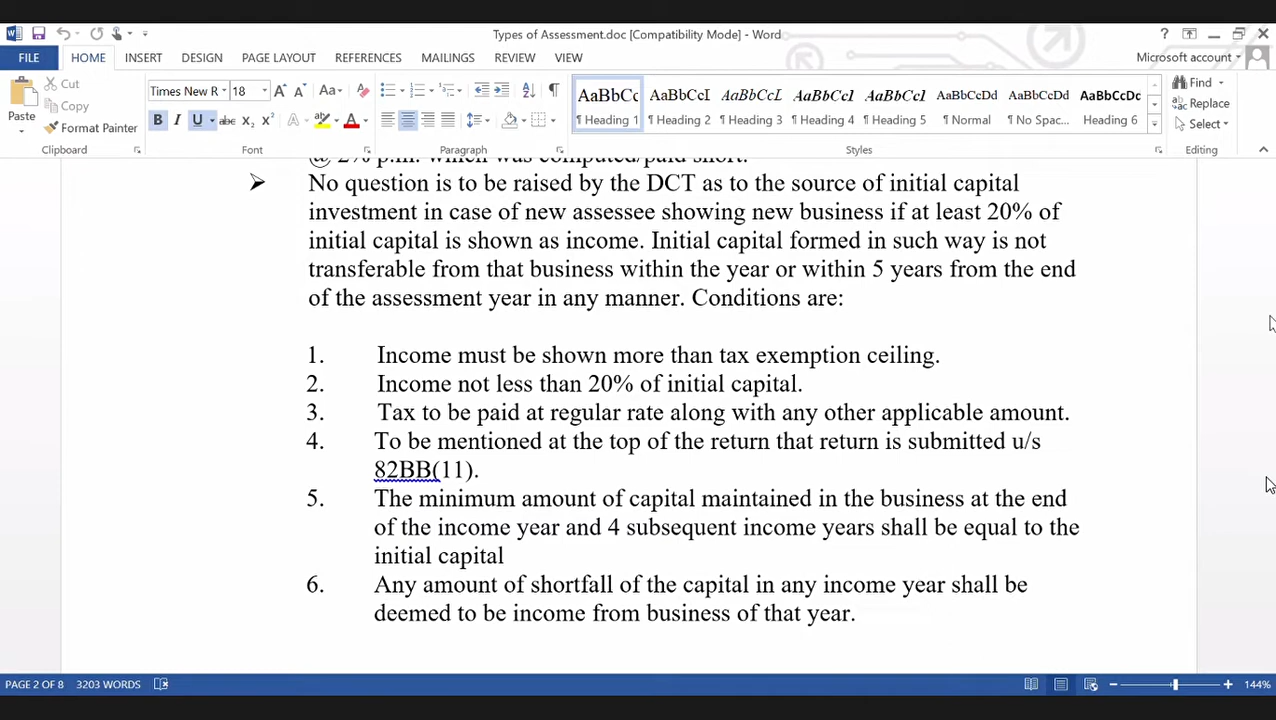 Types of Assessment.doc [Compatibility Mode] - Word
FILE HOME INSERT DESIGN PAGE LAYOUT REFERENCES MAILINGS REVIEW VIEW Microsoft account
Paste Cut Copy Format Painter
Times New R 18
AaBbCc AaBbCcI AaBbCcL AaBbCcI AaBbCcI AaBbCcDd AaBbCcDd AaBbCcDc
¶ Heading 1 ¶ Heading 2 ¶ Heading 3 ¶ Heading 4 ¶ Heading 5 ¶ Normal ¶ No Spac... Heading 6
Find Replace Select
Clipboard Font Paragraph Styles Editing
@ 2% p.m. which was computed/paid short.
➢ No question is to be raised by the DCT as to the source of initial capital
investment in case of new assessee showing new business if at least 20% of
initial capital is shown as income. Initial capital formed in such way is not
transferable from that business within the year or within 5 years from the end
of the assessment year in any manner. Conditions are:
1. Income must be shown more than tax exemption ceiling.
2. Income not less than 20% of initial capital.
3. Tax to be paid at regular rate along with any other applicable amount.
4. To be mentioned at the top of the return that return is submitted u/s
82BB(11).
5. The minimum amount of capital maintained in the business at the end
of the income year and 4 subsequent income years shall be equal to the
initial capital
6. Any amount of shortfall of the capital in any income year shall be
deemed to be income from business of that year.
PAGE 2 OF 8 3203 WORDS 144%